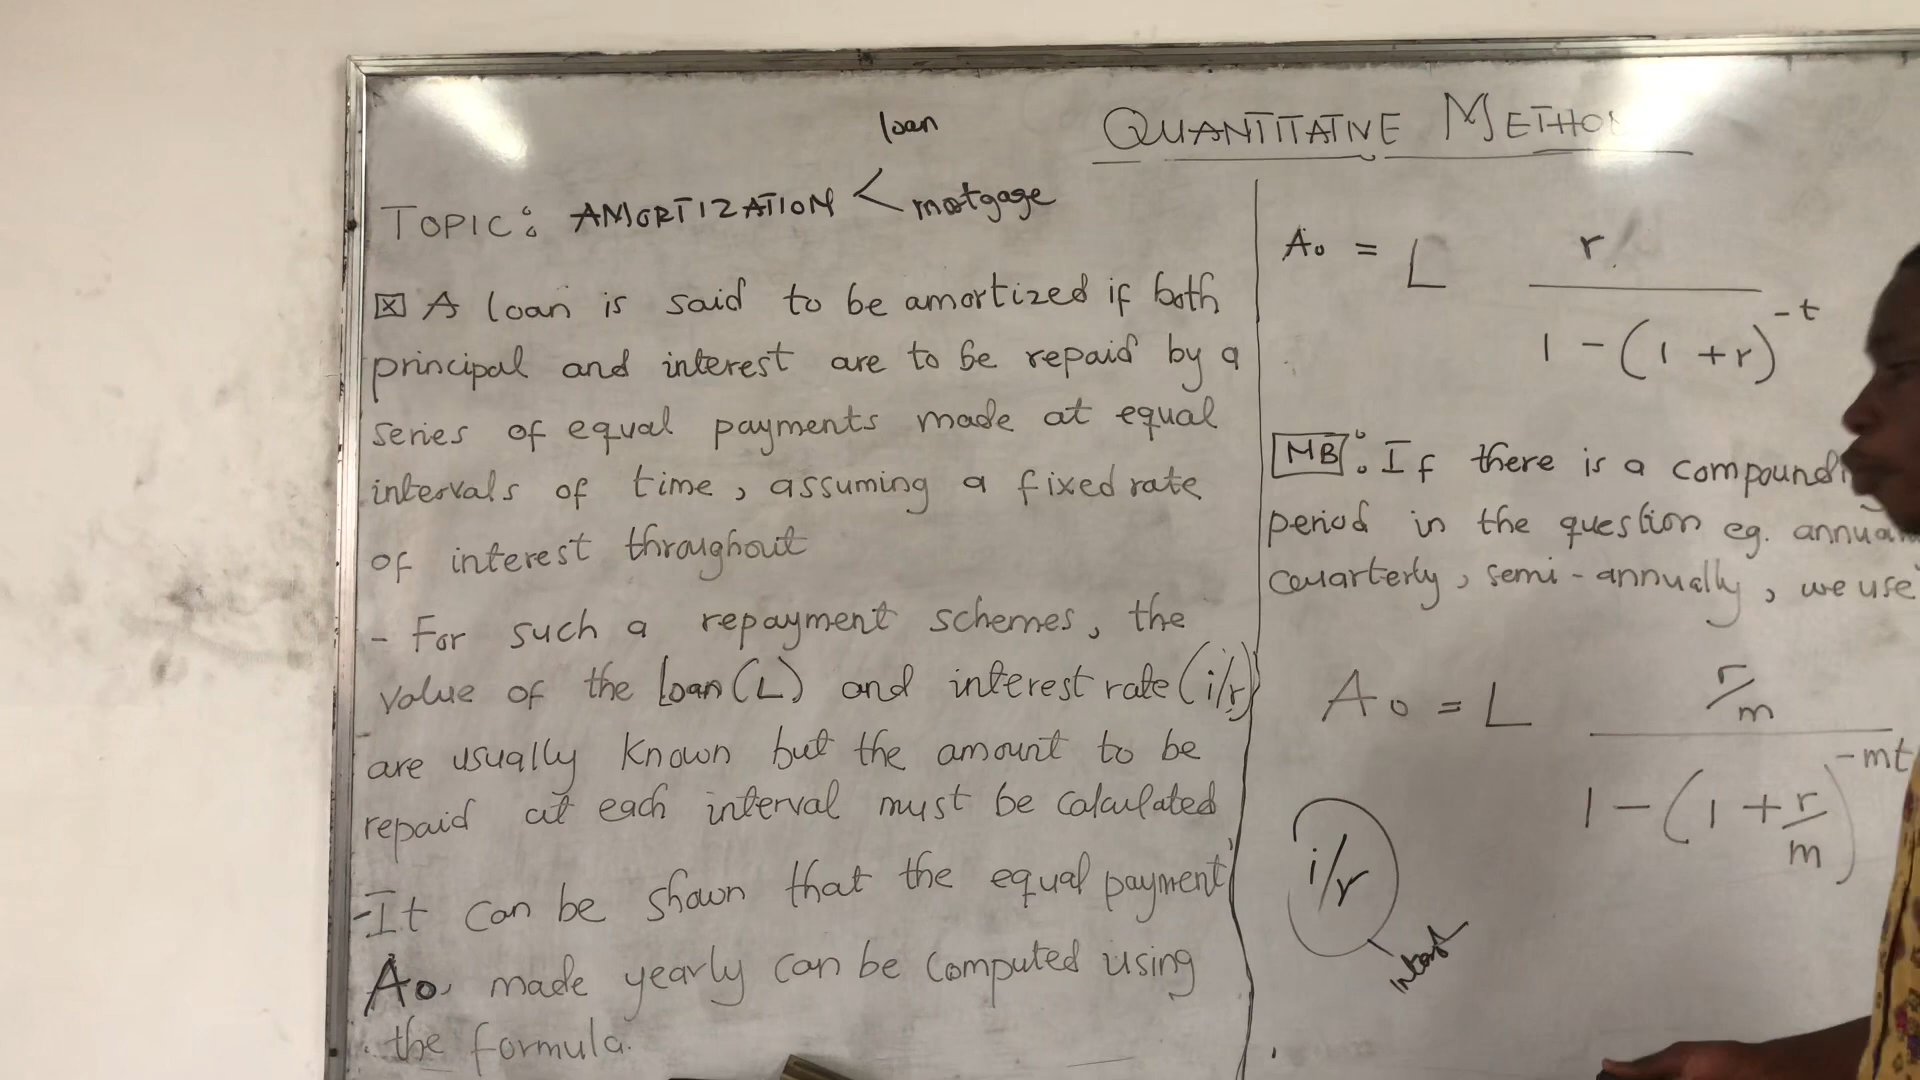 QUANTITATIVE METHO
loan
TOPIC: AMORTIZATION < motgage
A loan is said to be amortized if both
principal and interest are to be repaid by a
series of equal payments made at equal
intervals of time, assuming a fixed rate
of interest throughout
- For such a repayment schemes, the
value of the Loan (L) and interest rate (i/r)
are usually known but the amount to be
repaid at each interval must be calculated
- It can be shown that the equal payment
A₀, made yearly can be computed using
the formula.
A₀ = L r
1 - (1 + r)^-t
MB: If there is a compoundi
period in the question eg. annua
quarterly, semi-annually, we use
A₀ = L r/m
1 - (1 + r/m)^-mt
i/r